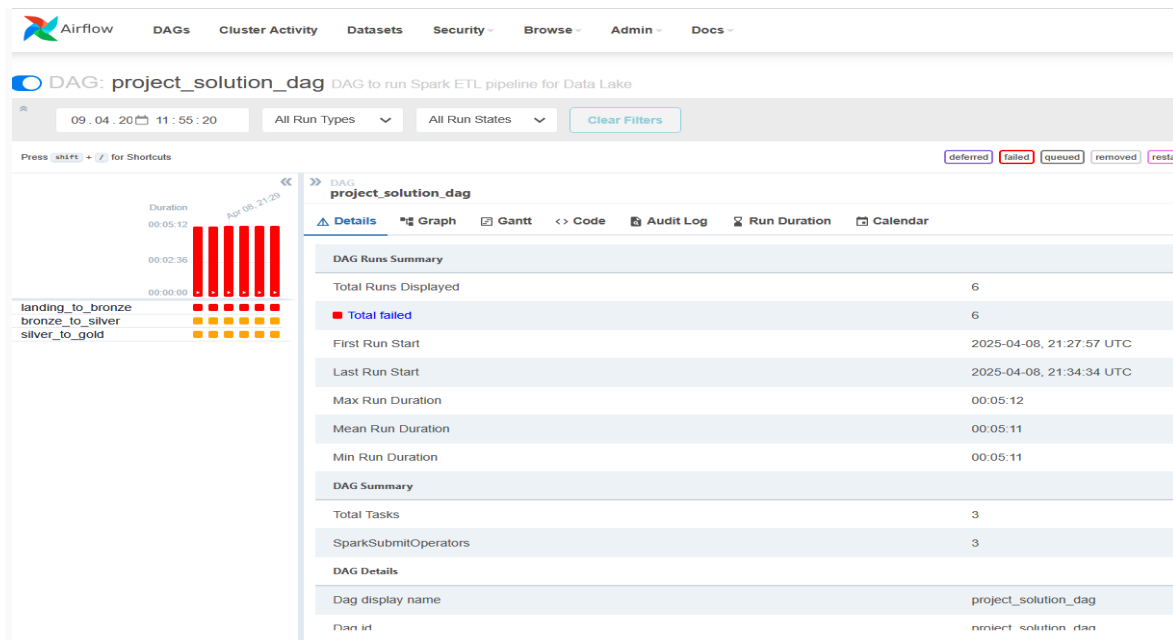 Airflow DAGs Cluster Activity Datasets Security Browse Admin Docs
DAG: project_solution_dag DAG to run Spark ETL pipeline for Data Lake
09.04.20 11:55:20 All Run Types All Run States Clear Filters
Press shift + / for Shortcuts deferred failed queued removed resta
DAG
project_solution_dag
Duration Apr 08, 21:29
00:05:12
00:02:36
00:00:00
landing_to_bronze
bronze_to_silver
silver_to_gold
Details Graph Gantt <> Code Audit Log Run Duration Calendar
DAG Runs Summary
Total Runs Displayed 6
Total failed 6
First Run Start 2025-04-08, 21:27:57 UTC
Last Run Start 2025-04-08, 21:34:34 UTC
Max Run Duration 00:05:12
Mean Run Duration 00:05:11
Min Run Duration 00:05:11
DAG Summary
Total Tasks 3
SparkSubmitOperators 3
DAG Details
Dag display name project_solution_dag
Dag id project_solution_dag